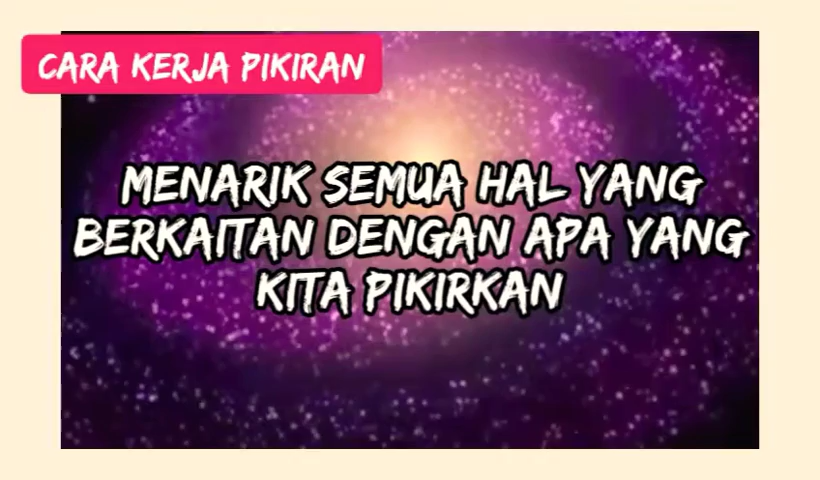 CARA KERJA PIKIRAN
MENARIK SEMUA HAL YANG
BERKAITAN DENGAN APA YANG
KITA PIKIRKAN